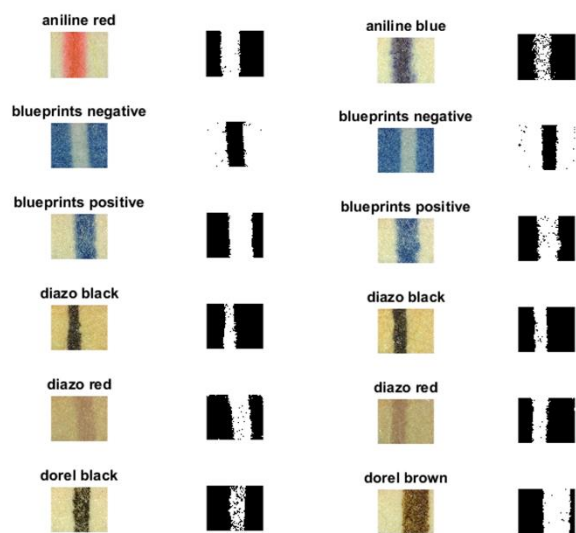 aniline red
aniline blue
blueprints negative
blueprints negative
blueprints positive
blueprints positive
diazo black
diazo black
diazo red
diazo red
dorel black
dorel brown